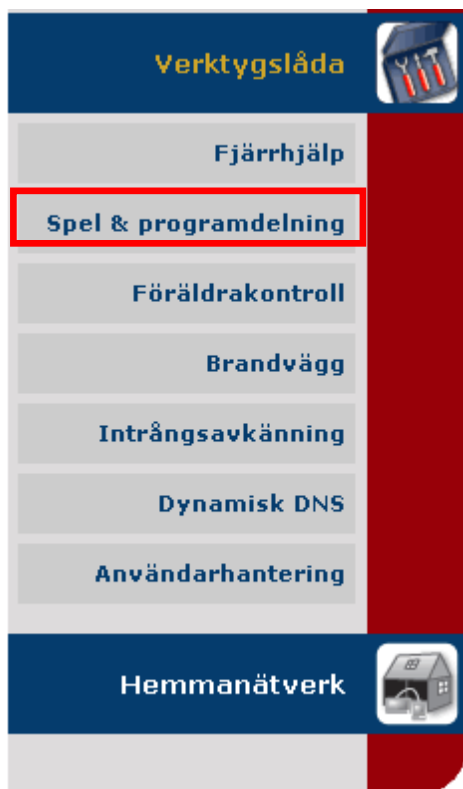 Verktygslåda
Fjärrhjälp
Spel & programdelning
Föräldrakontroll
Brandvägg
Intrångsavkänning
Dynamisk DNS
Användarhantering
Hemmanätverk